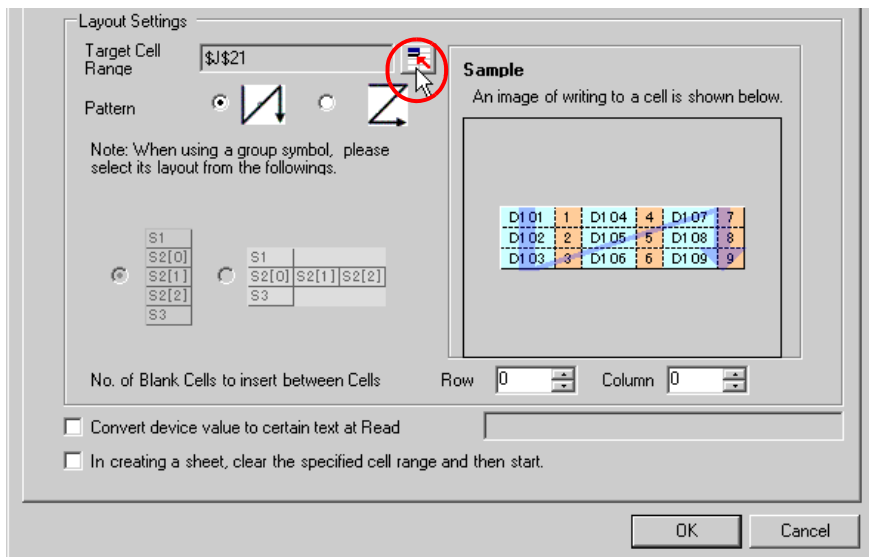 Layout Settings
Target Cell
Range
$J$21
Pattern
Note: When using a group symbol, please
select its layout from the followings.
S1
S2[0]
S2[1]
S2[2]
S3
S1
S2[0] S2[1] S2[2]
S3
Sample
An image of writing to a cell is shown below.
D101 1 D104 4 D107 7
D102 2 D105 5 D108 8
D103 3 D106 6 D109 9
No. of Blank Cells to insert between Cells Row 0 Column 0
Convert device value to certain text at Read
In creating a sheet, clear the specified cell range and then start.
OK Cancel